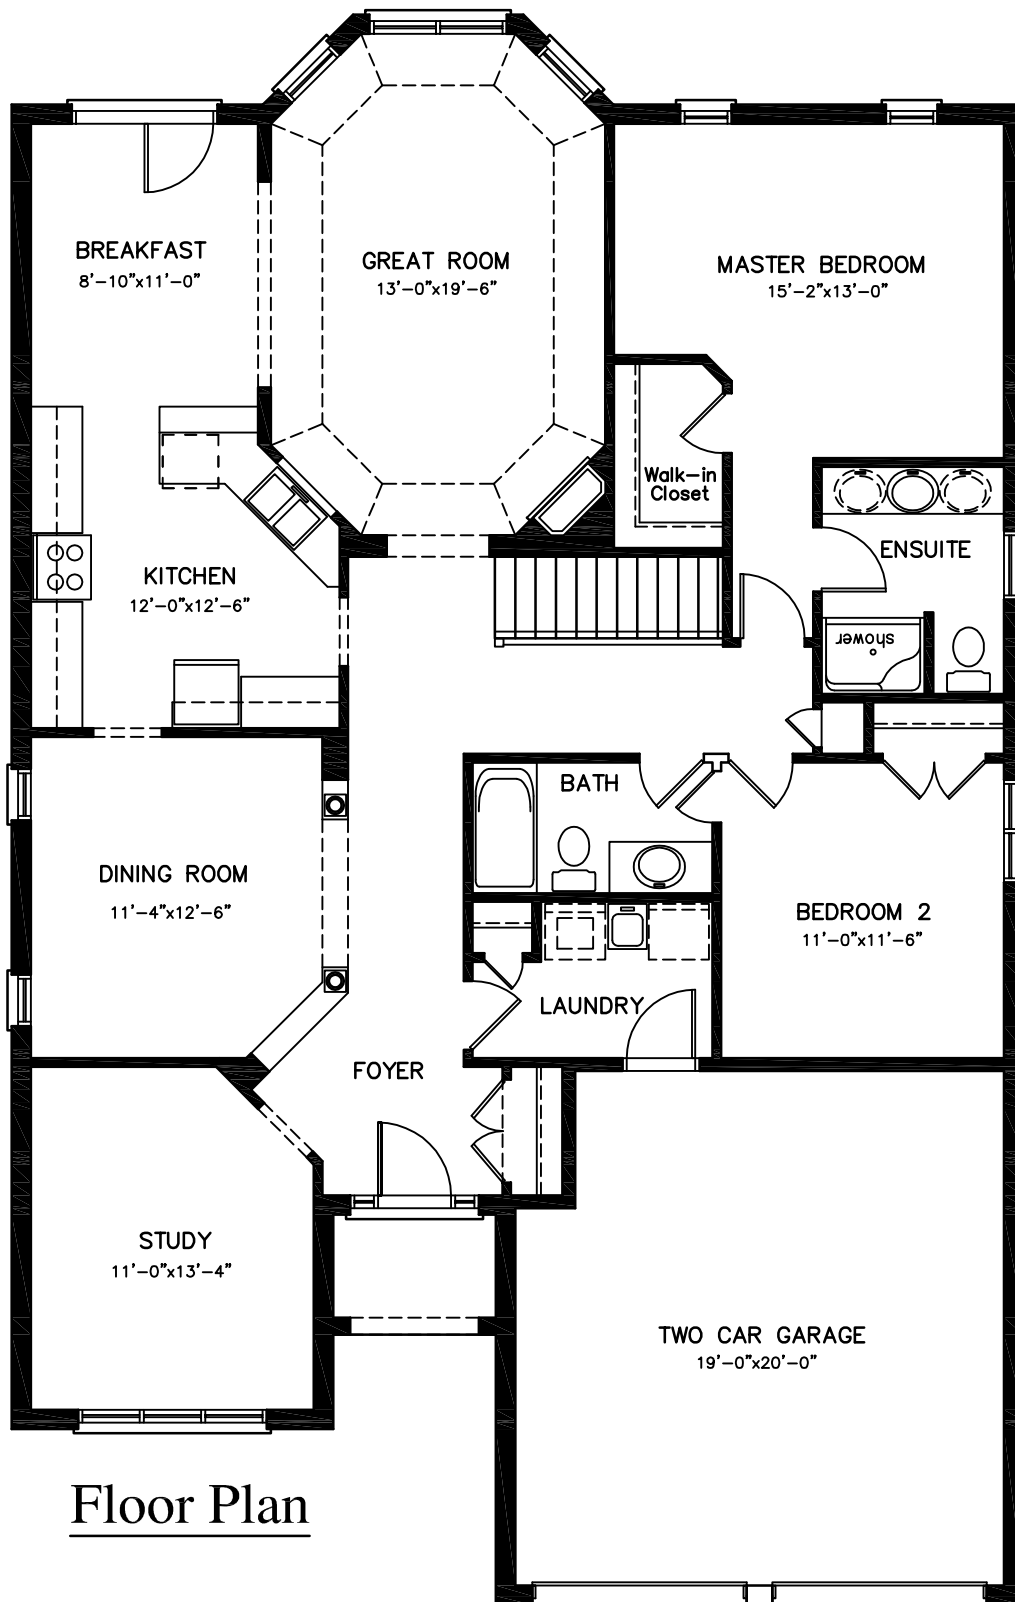 BREAKFAST
8'-10"x11'-0"
GREAT ROOM
13'-0"x19'-6"
MASTER BEDROOM
15'-2"x13'-0"
Walk-in
Closet
ENSUITE
KITCHEN
12'-0"x12'-6"
shower
BATH
DINING ROOM
11'-4"x12'-6"
BEDROOM 2
11'-0"x11'-6"
LAUNDRY
FOYER
STUDY
11'-0"x13'-4"
TWO CAR GARAGE
19'-0"x20'-0"
Floor Plan